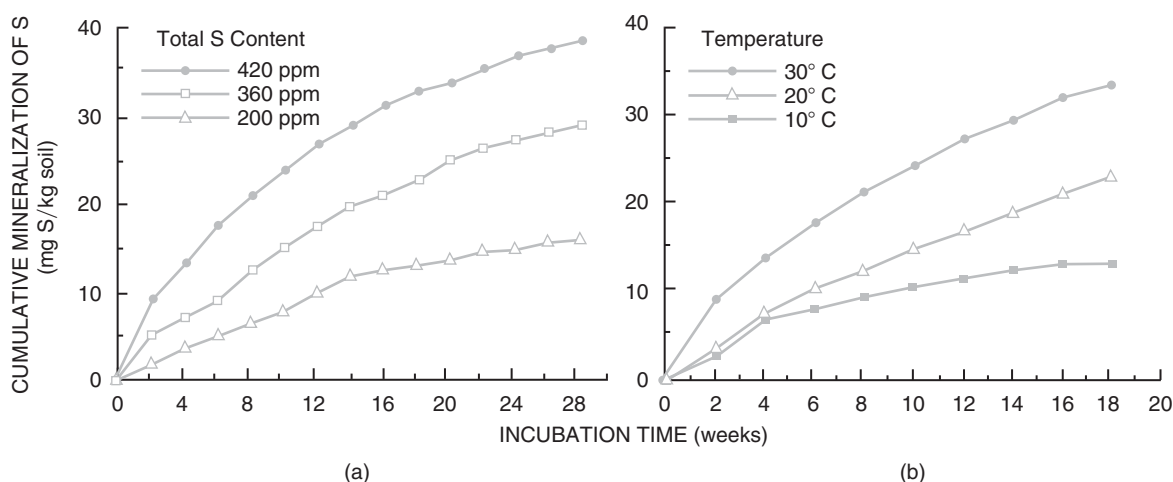 CUMULATIVE MINERALIZATION OF S
(mg S/kg soil)
40
30
20
10
0
Total S Content
420 ppm
360 ppm
200 ppm
0 4 8 12 16 20 24 28
(a)
40
30
20
10
0
Temperature
30° C
20° C
10° C
0 2 4 6 8 10 12 14 16 18 20
(b)
INCUBATION TIME (weeks)